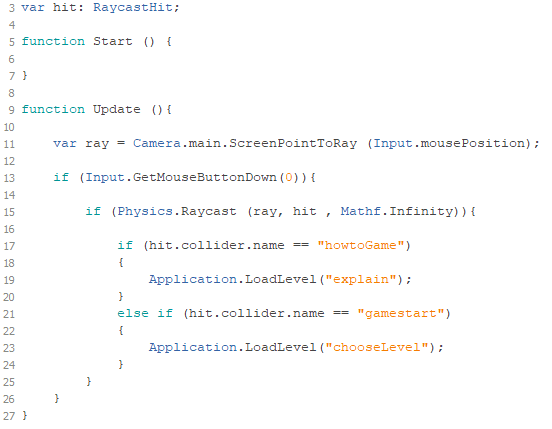 3 var hit: RaycastHit;
4
5 function Start () {
6
7 }
8
9 function Update (){
10
11     var ray = Camera.main.ScreenPointToRay (Input.mousePosition);
12
13     if (Input.GetMouseButtonDown(0)){
14
15         if (Physics.Raycast (ray, hit , Mathf.Infinity)){
16
17             if (hit.collider.name == "howtoGame")
18             {
19                 Application.LoadLevel("explain");
20             }
21             else if (hit.collider.name == "gamestart")
22             {
23                 Application.LoadLevel("chooseLevel");
24             }
25         }
26     }
27 }